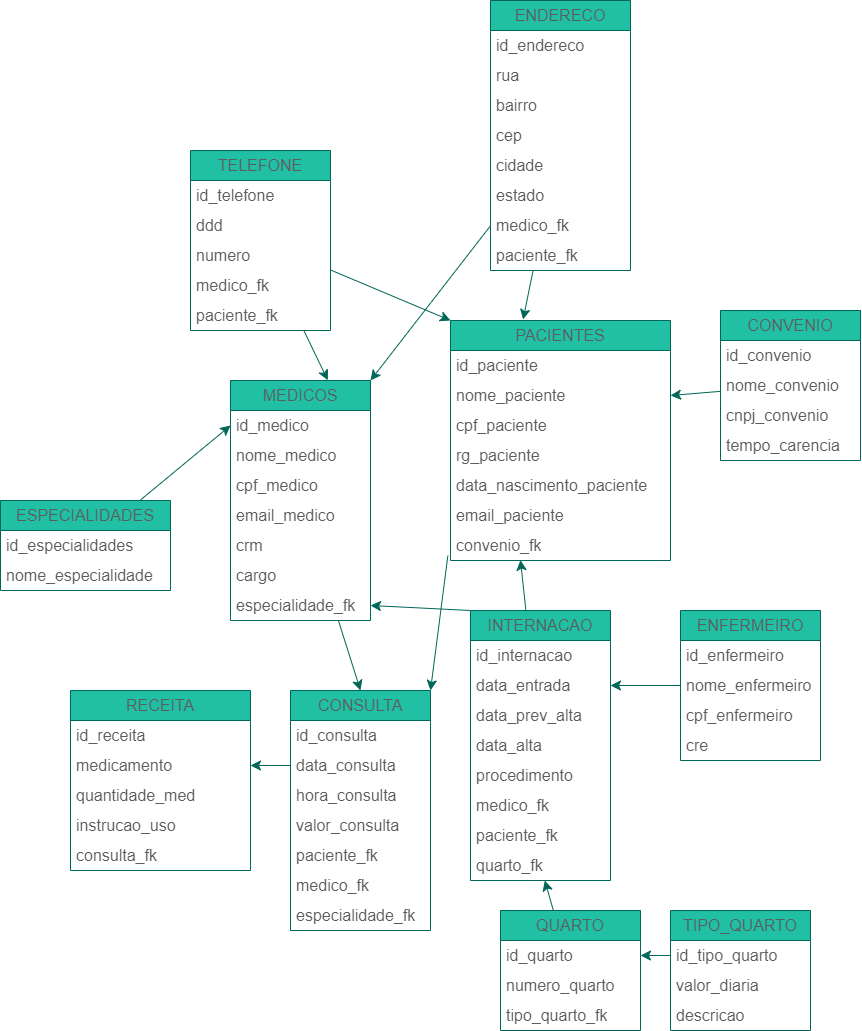 ENDERECO
id_endereco
rua
bairro
cep
cidade
estado
medico_fk
paciente_fk
TELEFONE
id_telefone
ddd
numero
medico_fk
paciente_fk
PACIENTES
id_paciente
nome_paciente
cpf_paciente
rg_paciente
data_nascimento_paciente
email_paciente
convenio_fk
CONVENIO
id_convenio
nome_convenio
cnpj_convenio
tempo_carencia
MEDICOS
id_medico
nome_medico
cpf_medico
email_medico
crm
cargo
especialidade_fk
ESPECIALIDADES
id_especialidades
nome_especialidade
INTERNACAO
id_internacao
data_entrada
data_prev_alta
data_alta
procedimento
medico_fk
paciente_fk
quarto_fk
ENFERMEIRO
id_enfermeiro
nome_enfermeiro
cpf_enfermeiro
cre
RECEITA
id_receita
medicamento
quantidade_med
instrucao_uso
consulta_fk
CONSULTA
id_consulta
data_consulta
hora_consulta
valor_consulta
paciente_fk
medico_fk
especialidade_fk
QUARTO
id_quarto
numero_quarto
tipo_quarto_fk
TIPO_QUARTO
id_tipo_quarto
valor_diaria
descricao